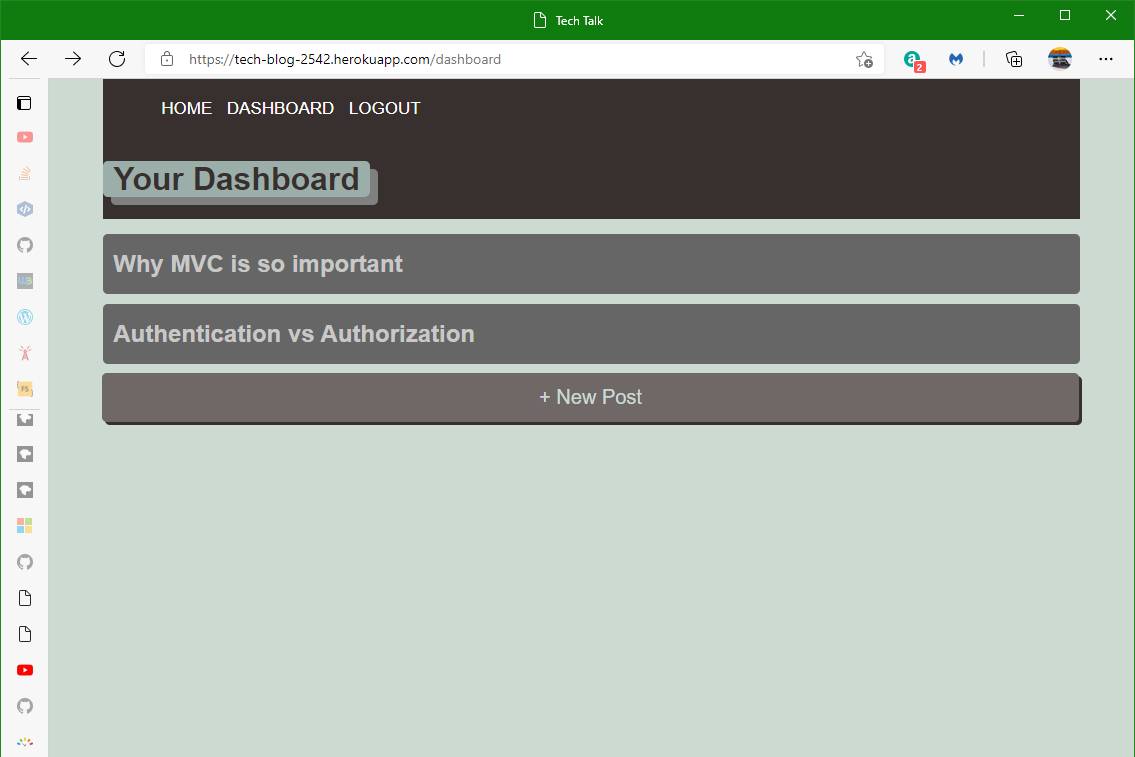 Tech Talk
https://tech-blog-2542.herokuapp.com/dashboard
2
HOME DASHBOARD LOGOUT
Your Dashboard
Why MVC is so important
Authentication vs Authorization
+ New Post